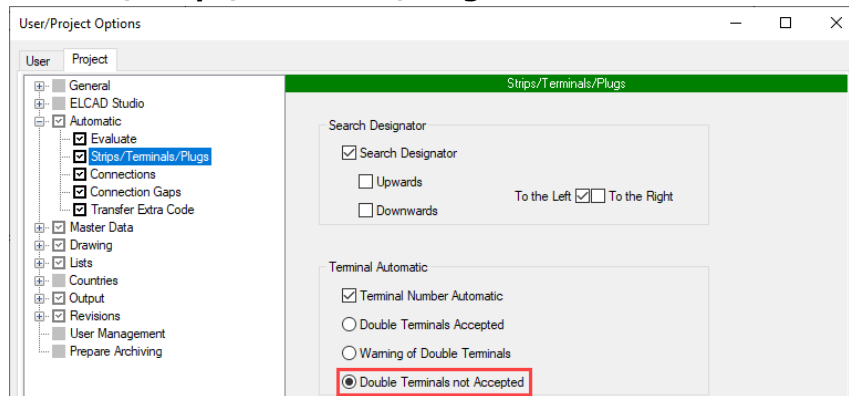 User/Project Options
User Project
General
ELCAD Studio
Automatic
Evaluate
Strips/Terminals/Plugs
Connections
Connection Gaps
Transfer Extra Code
Master Data
Drawing
Lists
Countries
Output
Revisions
User Management
Prepare Archiving
Strips/Terminals/Plugs
Search Designator
Search Designator
Upwards
To the Left To the Right
Downwards
Terminal Automatic
Terminal Number Automatic
Double Terminals Accepted
Warning of Double Terminals
Double Terminals not Accepted